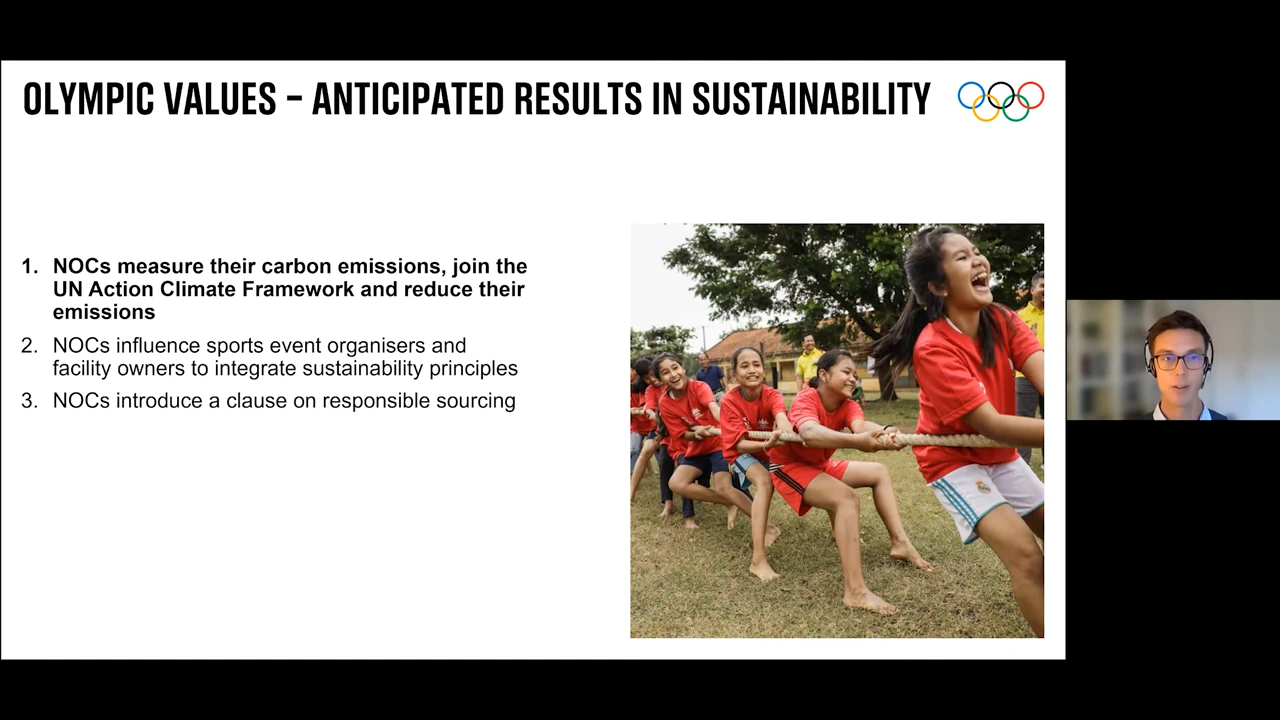 OLYMPIC VALUES – ANTICIPATED RESULTS IN SUSTAINABILITY
1. NOCs measure their carbon emissions, join the
UN Action Climate Framework and reduce their
emissions
2. NOCs influence sports event organisers and
facility owners to integrate sustainability principles
3. NOCs introduce a clause on responsible sourcing